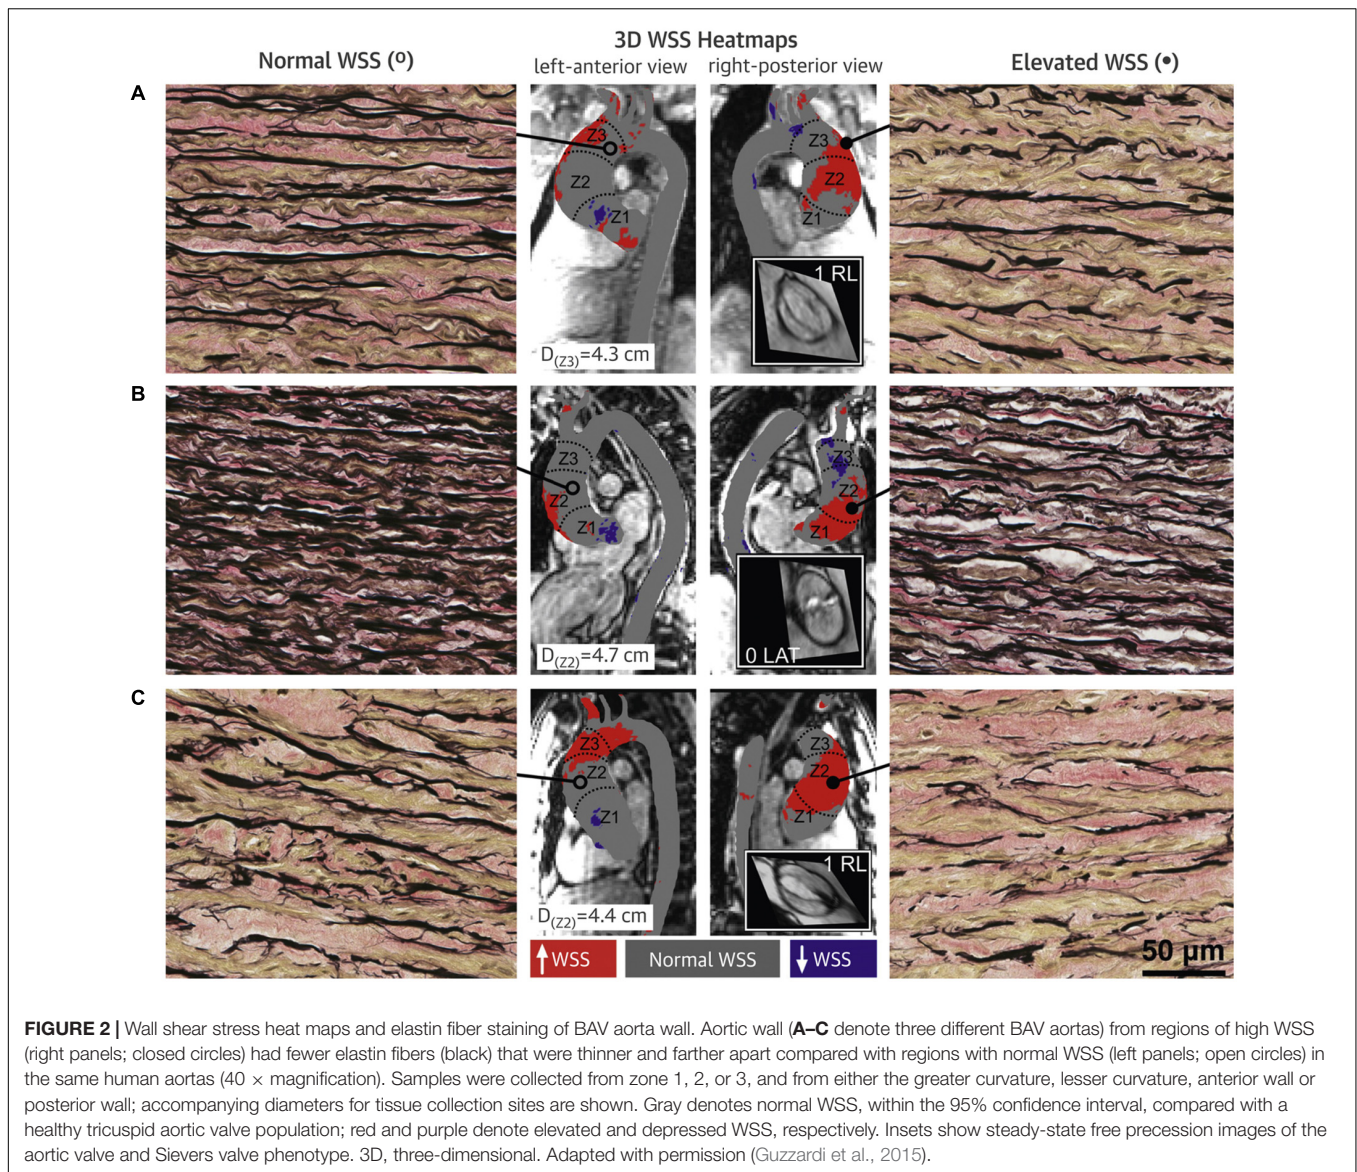 3D WSS Heatmaps
Normal WSS (o)
left-anterior view
right-posterior view
Elevated WSS (•)
A
Z3
Z2
Z1
D(Z3)=4.3 cm
Z3
Z2
Z1
1 RL
B
Z3
Z2
Z1
D(Z2)=4.7 cm
Z3
Z2
Z1
0 LAT
C
Z3
Z2
Z1
D(Z2)=4.4 cm
Z3
Z2
Z1
1 RL
50 µm
↑ WSS
Normal WSS
↓ WSS
FIGURE 2 | Wall shear stress heat maps and elastin fiber staining of BAV aorta wall. Aortic wall (A–C denote three different BAV aortas) from regions of high WSS
(right panels; closed circles) had fewer elastin fibers (black) that were thinner and farther apart compared with regions with normal WSS (left panels; open circles) in
the same human aortas (40 × magnification). Samples were collected from zone 1, 2, or 3, and from either the greater curvature, lesser curvature, anterior wall or
posterior wall; accompanying diameters for tissue collection sites are shown. Gray denotes normal WSS, within the 95% confidence interval, compared with a
healthy tricuspid aortic valve population; red and purple denote elevated and depressed WSS, respectively. Insets show steady-state free precession images of the
aortic valve and Sievers valve phenotype. 3D, three-dimensional. Adapted with permission (Guzzardi et al., 2015).